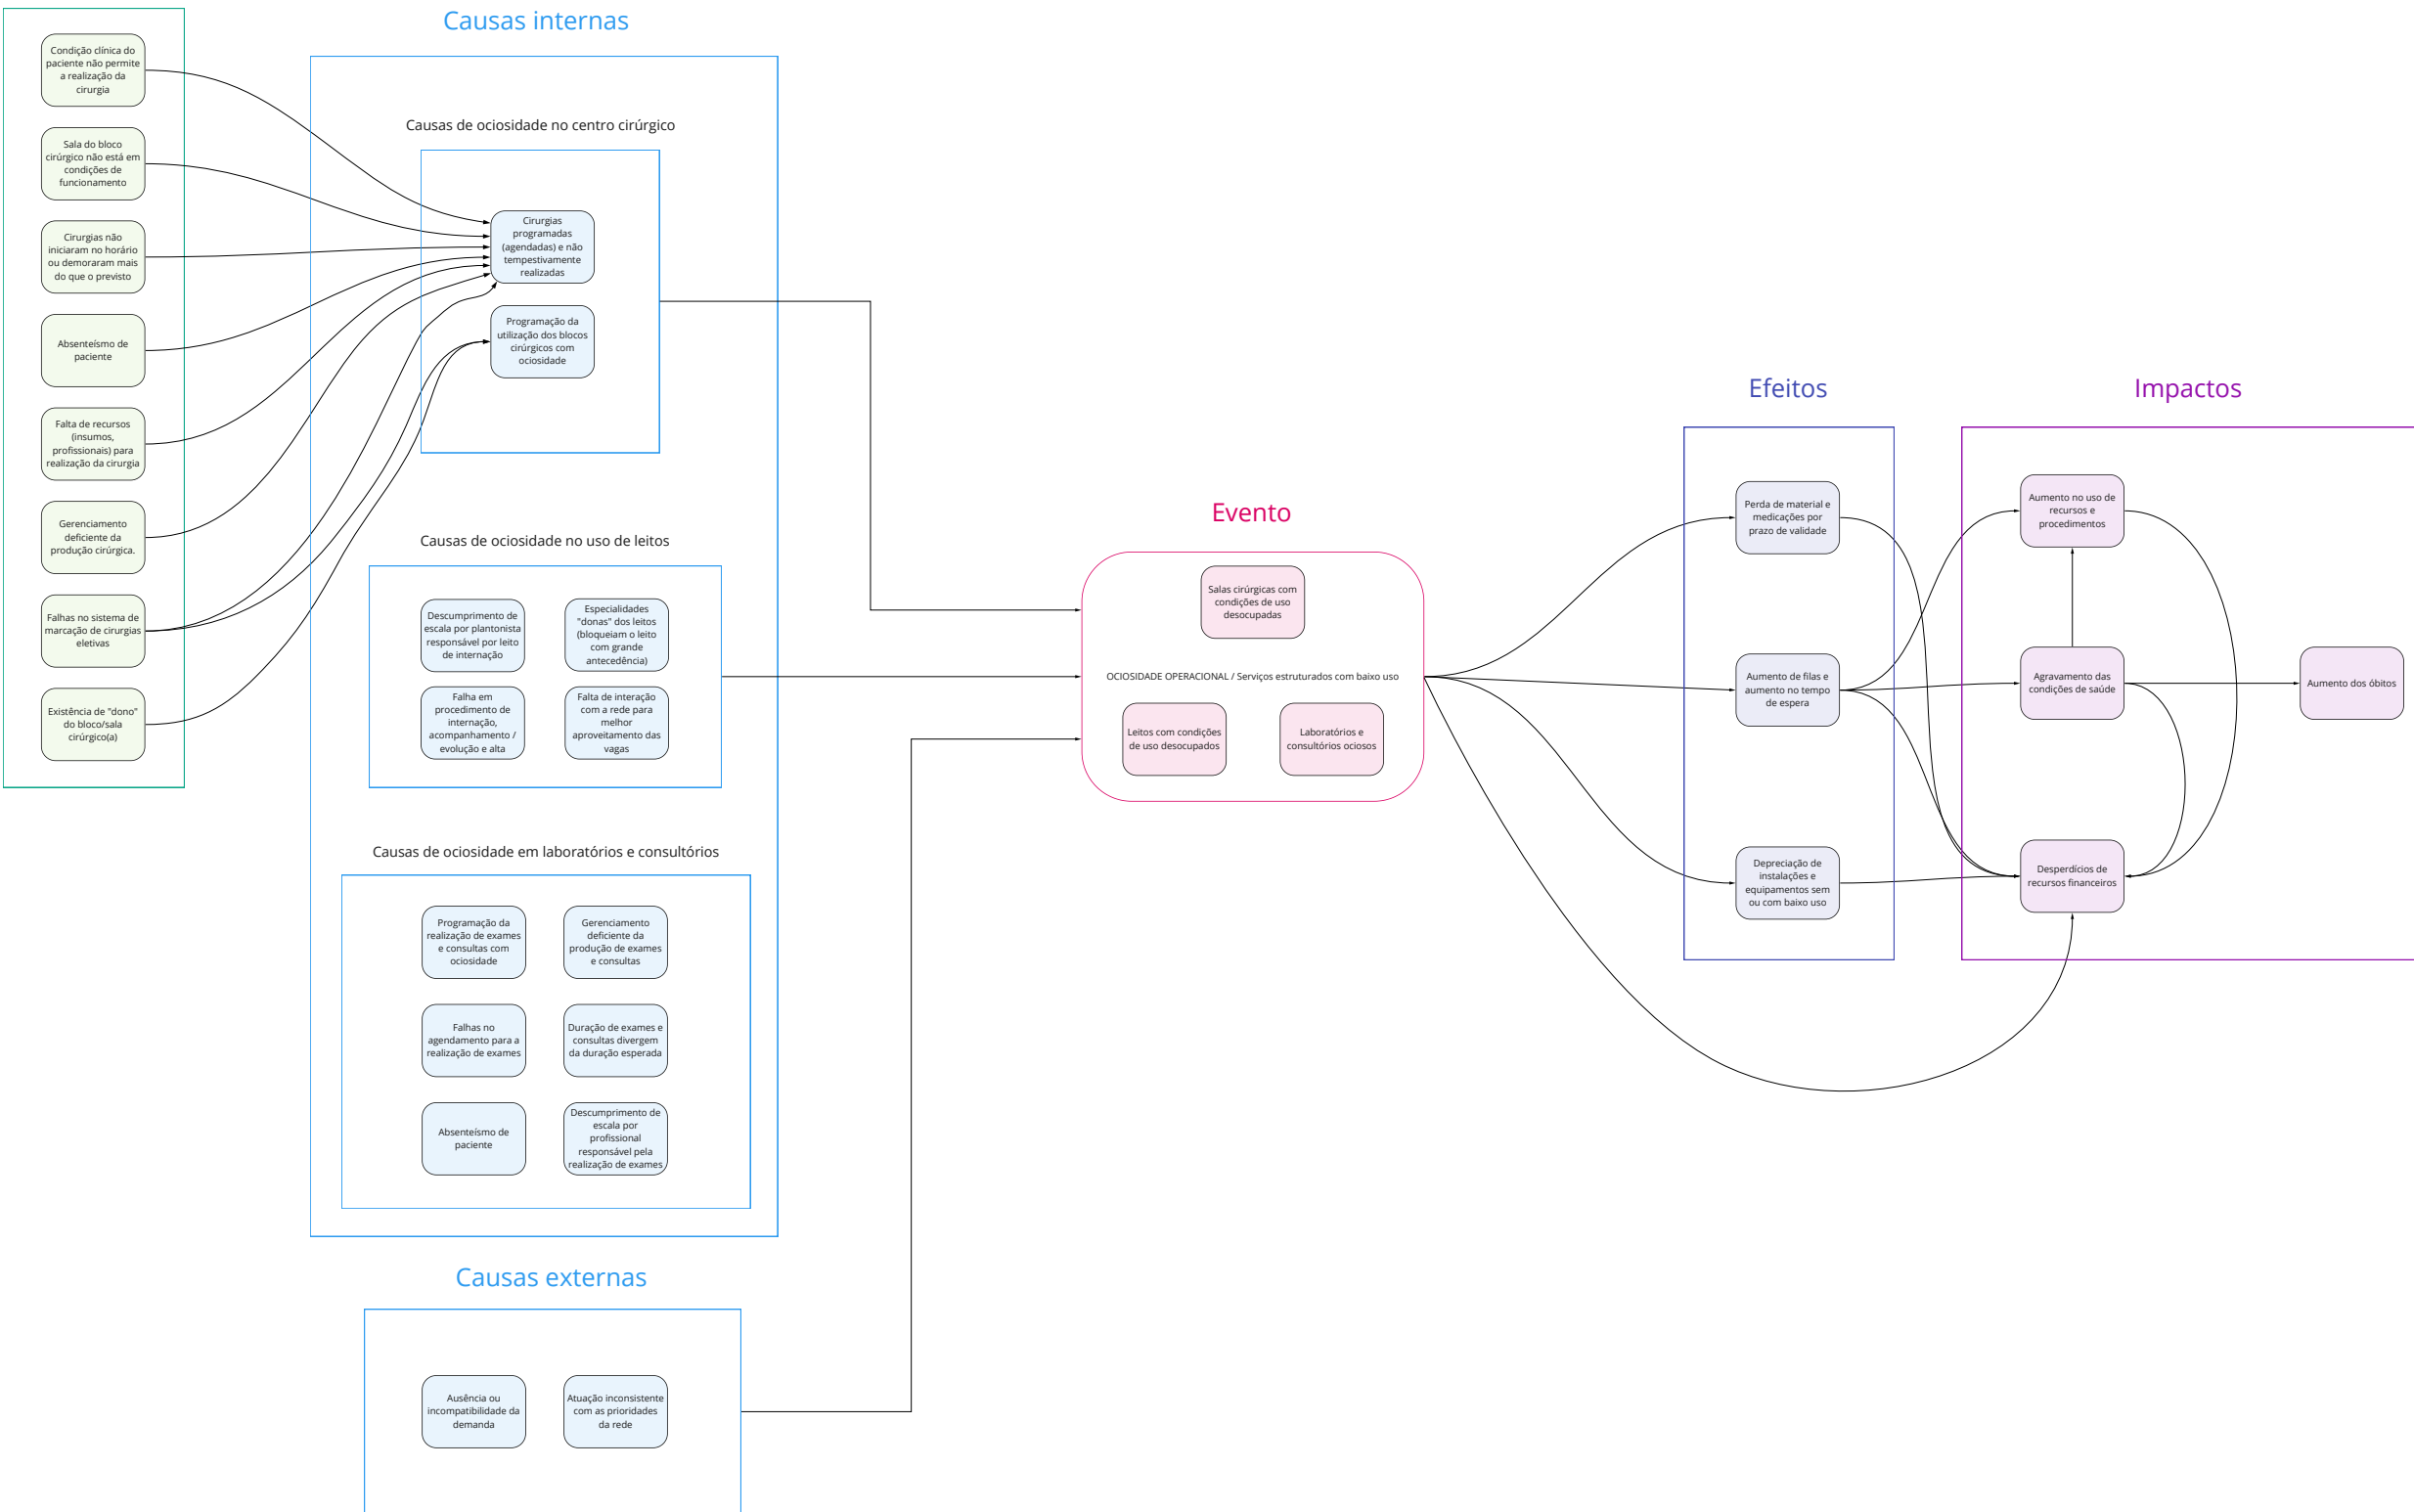 Condição clínica do
paciente não permite
a realização da
cirurgia
Sala do bloco
cirúrgico não está em
condições de
funcionamento
Cirurgias não
iniciaram no horário
ou demoraram mais
do que o previsto
Absenteísmo de
paciente
Falta de recursos
(insumos,
profissionais) para
realização da cirurgia
Gerenciamento
deficiente da
produção cirúrgica.
Falhas no sistema de
marcação de cirurgias
eletivas
Existência de "dono"
do bloco/sala
cirúrgico(a)
Causas internas
Causas de ociosidade no centro cirúrgico
Cirurgias
programadas
(agendadas) e não
tempestivamente
realizadas
Programação da
utilização dos blocos
cirúrgicos com
ociosidade
Causas de ociosidade no uso de leitos
Descumprimento de
escala por plantonista
responsável por leito
de internação
Especialidades
"donas" dos leitos
(bloqueiam o leito
com grande
antecedência)
Falha em
procedimento de
internação,
acompanhamento /
evolução e alta
Falta de interação
com a rede para
melhor
aproveitamento das
vagas
Causas de ociosidade em laboratórios e consultórios
Programação da
realização de exames
e consultas com
ociosidade
Gerenciamento
deficiente da
produção de exames
e consultas
Falhas no
agendamento para a
realização de exames
Duração de exames e
consultas divergem
da duração esperada
Absenteísmo de
paciente
Descumprimento de
escala por
profissional
responsável pela
realização de exames
Causas externas
Ausência ou
incompatibilidade da
demanda
Atuação inconsistente
com as prioridades
da rede
Evento
Salas cirúrgicas com
condições de uso
desocupadas
OCIOSIDADE OPERACIONAL / Serviços estruturados com baixo uso
Leitos com condições
de uso desocupados
Laboratórios e
consultórios ociosos
Efeitos
Perda de material e
medicações por
prazo de validade
Aumento de filas e
aumento no tempo
de espera
Depreciação de
instalações e
equipamentos sem
ou com baixo uso
Impactos
Aumento no uso de
recursos e
procedimentos
Agravamento das
condições de saúde
Aumento dos óbitos
Desperdícios de
recursos financeiros